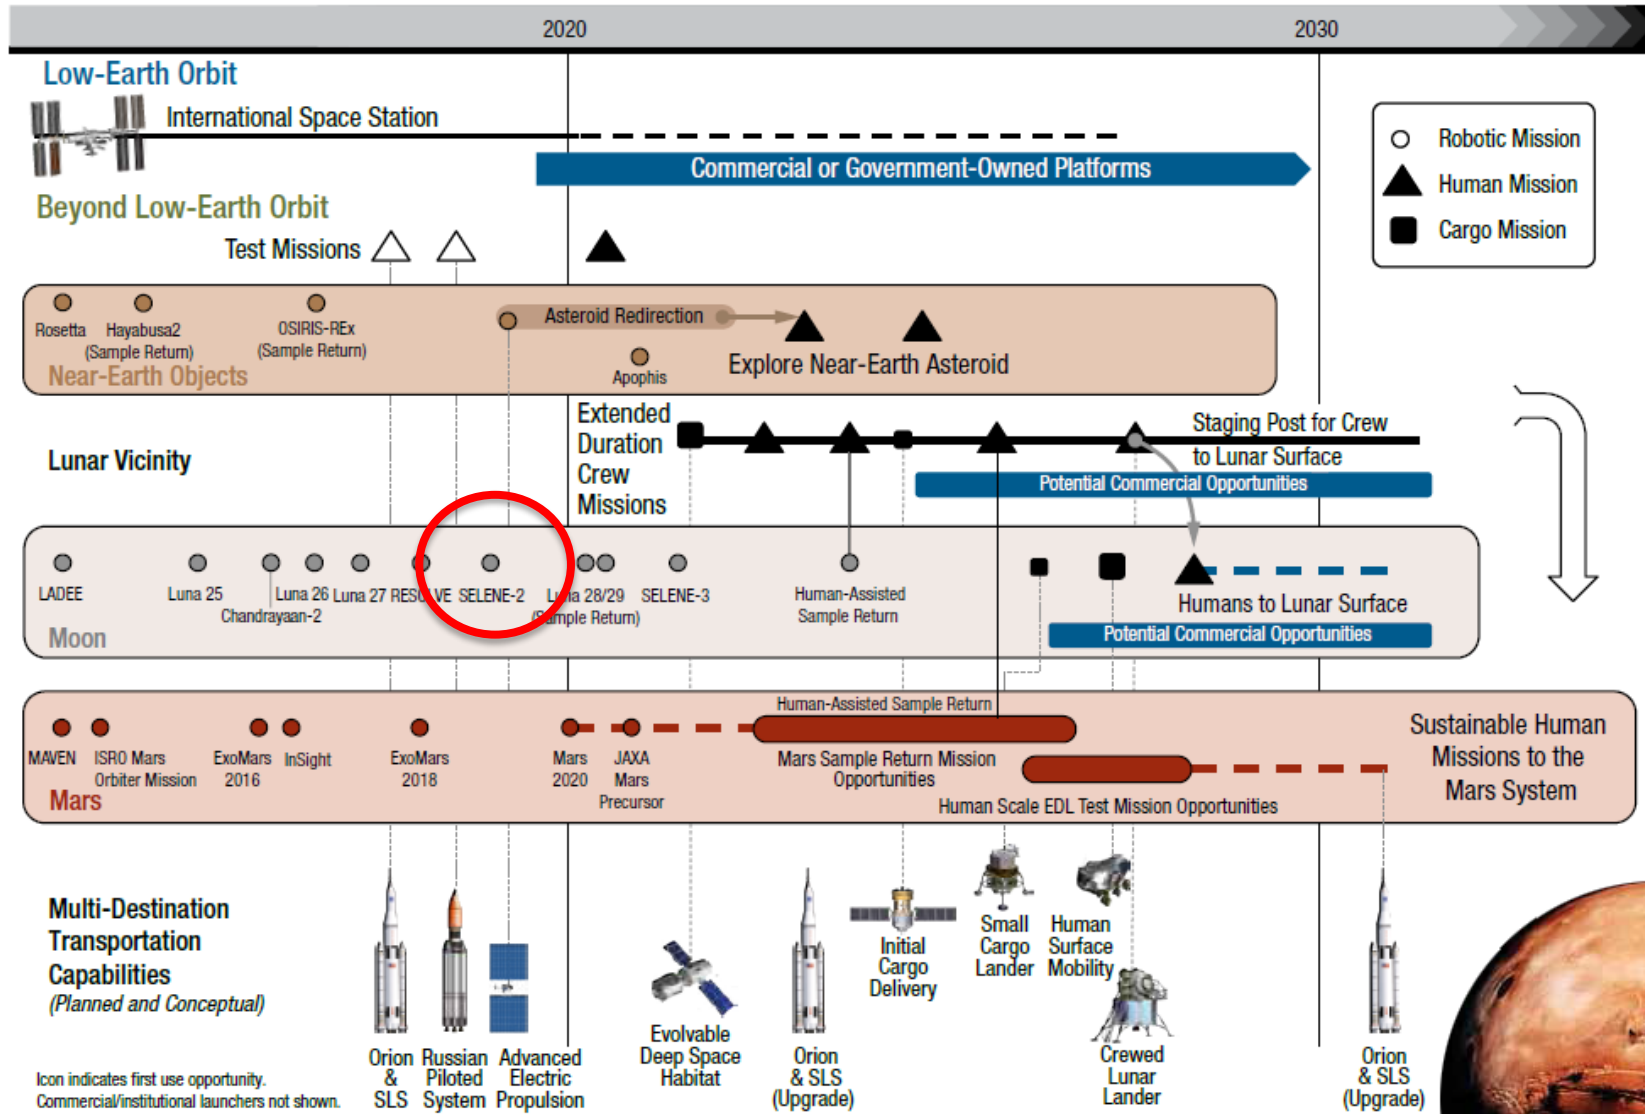 2020
2030
Low-Earth Orbit
International Space Station
Commercial or Government-Owned Platforms
Robotic Mission
Human Mission
Cargo Mission
Beyond Low-Earth Orbit
Test Missions
Rosetta
Hayabusa2
(Sample Return)
OSIRIS-REx
(Sample Return)
Asteroid Redirection
Apophis
Explore Near-Earth Asteroid
Near-Earth Objects
Extended
Duration
Crew
Missions
Staging Post for Crew
to Lunar Surface
Potential Commercial Opportunities
Lunar Vicinity
LADEE
Luna 25
Chandrayaan-2
Luna 26
Luna 27
RESOLVE
SELENE-2
Luna 28/29
(Sample Return)
SELENE-3
Human-Assisted
Sample Return
Humans to Lunar Surface
Potential Commercial Opportunities
Moon
MAVEN
ISRO Mars
Orbiter Mission
ExoMars
2016
InSight
ExoMars
2018
Mars
2020
JAXA
Mars
Precursor
Human-Assisted Sample Return
Mars Sample Return Mission
Opportunities
Human Scale EDL Test Mission Opportunities
Sustainable Human
Missions to the
Mars System
Mars
Multi-Destination
Transportation
Capabilities
(Planned and Conceptual)
Orion
&
SLS
Russian
Piloted
System
Advanced
Electric
Propulsion
Evolvable
Deep Space
Habitat
Orion
& SLS
(Upgrade)
Initial
Cargo
Delivery
Small
Cargo
Lander
Human
Surface
Mobility
Crewed
Lunar
Lander
Orion
& SLS
(Upgrade)
Icon indicates first use opportunity.
Commercial/institutional launchers not shown.